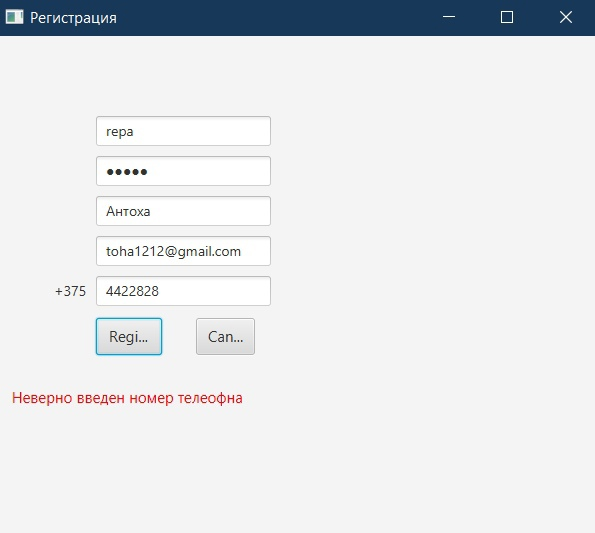 Регистрация
repa
●●●●●
Антоха
toha1212@gmail.com
+375 4422828
Regi... Can...
Неверно введен номер телеофна